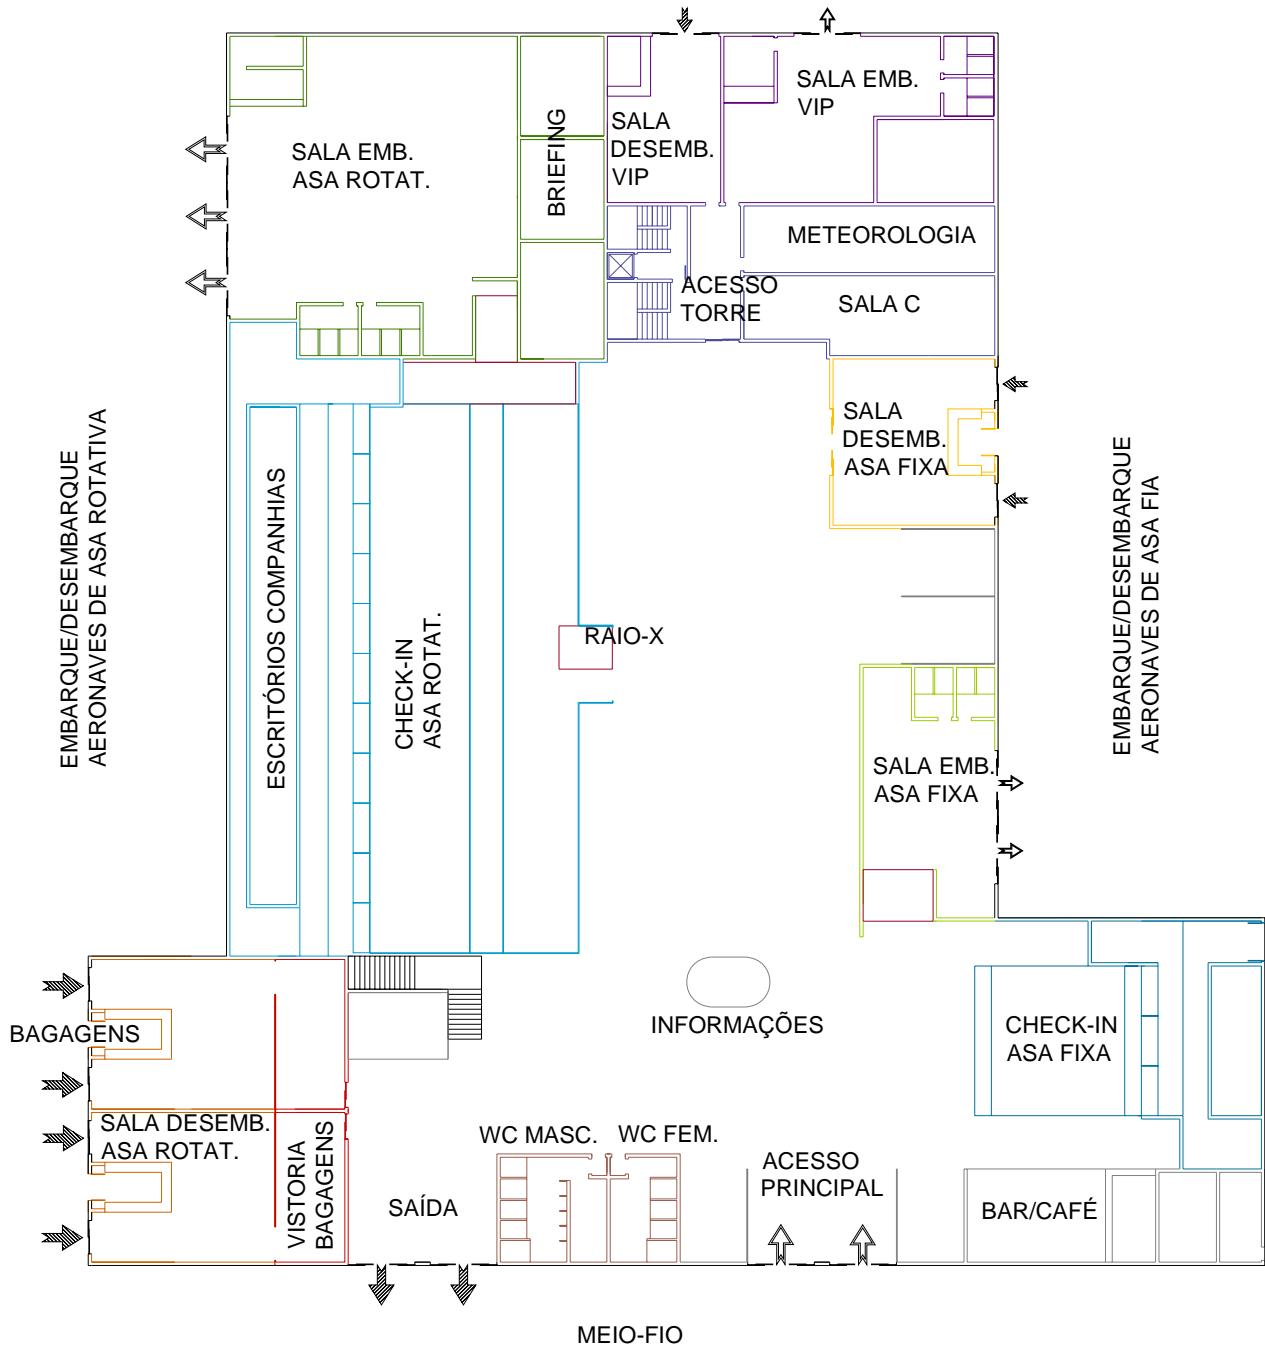 SALA EMB.
VIP
SALA
DESEMB.
VIP
BRIEFING
SALA EMB.
ASA ROTAT.
METEOROLOGIA
ACESSO
TORRE
SALA C
SALA
DESEMB.
ASA FIXA
EMBARQUE/DESEMBARQUE
AERONAVES DE ASA ROTATIVA
ESCRITÓRIOS COMPANHIAS
CHECK-IN
ASA ROTAT.
RAIO-X
EMBARQUE/DESEMBARQUE
AERONAVES DE ASA FIA
SALA EMB.
ASA FIXA
BAGAGENS
INFORMAÇÕES
CHECK-IN
ASA FIXA
SALA DESEMB.
ASA ROTAT.
VISTORIA
BAGAGENS
WC MASC.
WC FEM.
SAÍDA
ACESSO
PRINCIPAL
BAR/CAFÉ
MEIO-FIO